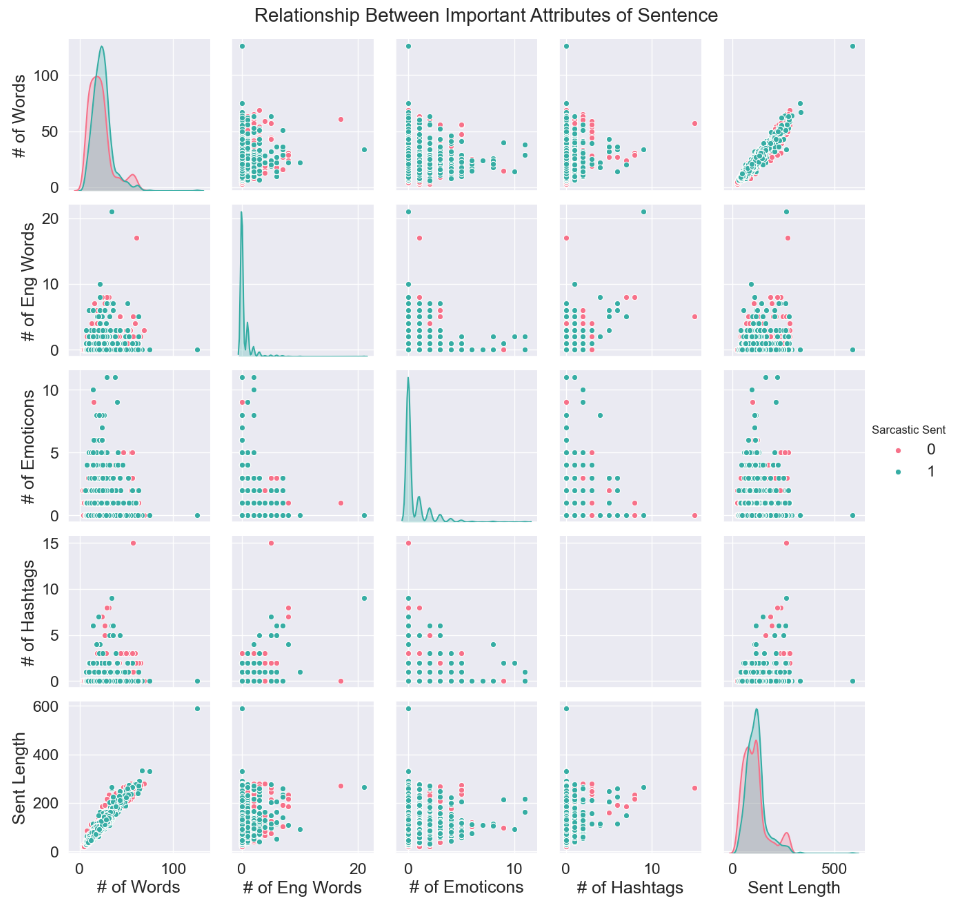 Relationship Between Important Attributes of Sentence
# of Words
100
50
0
# of Eng Words
20
10
0
# of Emoticons
10
5
0
Sarcastic Sent
0
1
# of Hashtags
15
10
5
0
Sent Length
600
400
200
0
0 100
0 20
0 10
0 10
0 500
# of Words
# of Eng Words
# of Emoticons
# of Hashtags
Sent Length